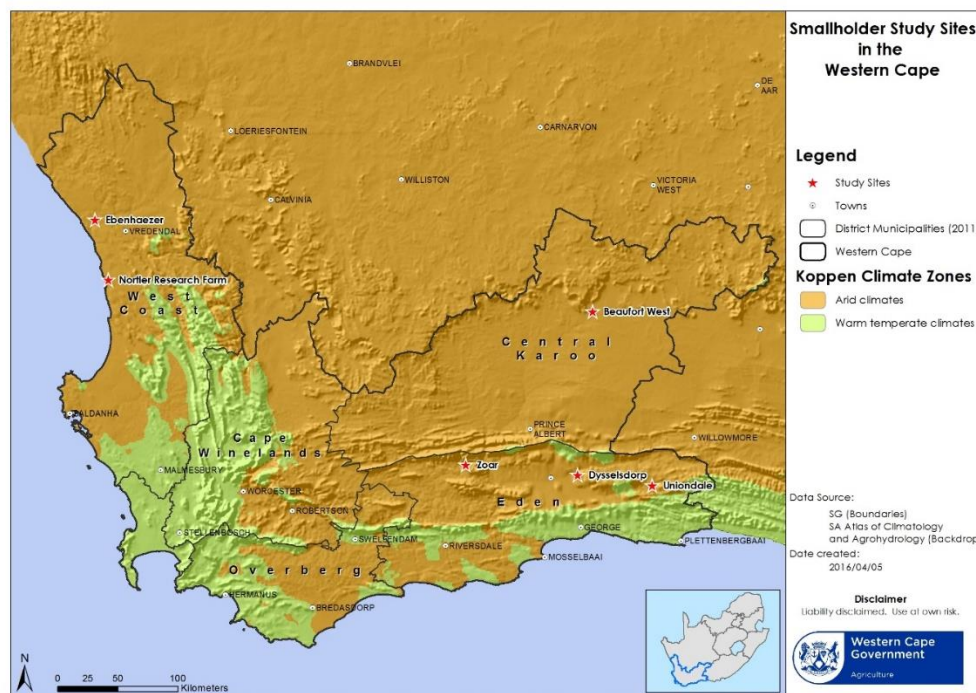 Smallholder Study Sites
in the
Western Cape
BRANDVLEI
DE
AAR
LOERIESFONTEIN
CARNARVON
WILLISTON
VICTORIA
WEST
CALVINIA
Ebenhaezer
VREDENDAL
Nortier Research Farm
West
Coast
Beaufort West
Central
Karoo
SALDANHA
PRINCE
ALBERT
WILLOWMORE
Cape
Winelands
MALMESBURY
Zoar
Dysselsdorp
Uniondale
WORCESTER
ROBERTSON
Eden
STELLENBOSCH
SWELLENDAM
RIVERSDALE
GEORGE
PLETTENBERGBAAI
MOSSELBAAI
Overberg
HERMANUS
BREDASDORP
N
0 25 50 100
Kilometers
Legend
Study Sites
Towns
District Municipalities (2011
Western Cape
Koppen Climate Zones
Arid climates
Warm temperate climates
Data Source:
SG (Boundaries)
SA Atlas of Climatology
and Agrohydrology (Backdrop
Date created:
2016/04/05
Disclaimer
Liability disclaimed. Use at own risk.
Western Cape
Government
Agriculture